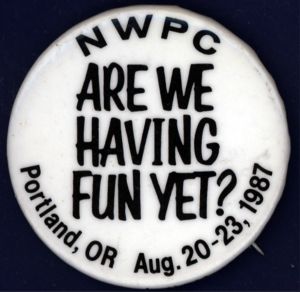 NWPC
ARE WE
HAVING
FUN YET?
Portland, OR Aug. 20-23, 1987